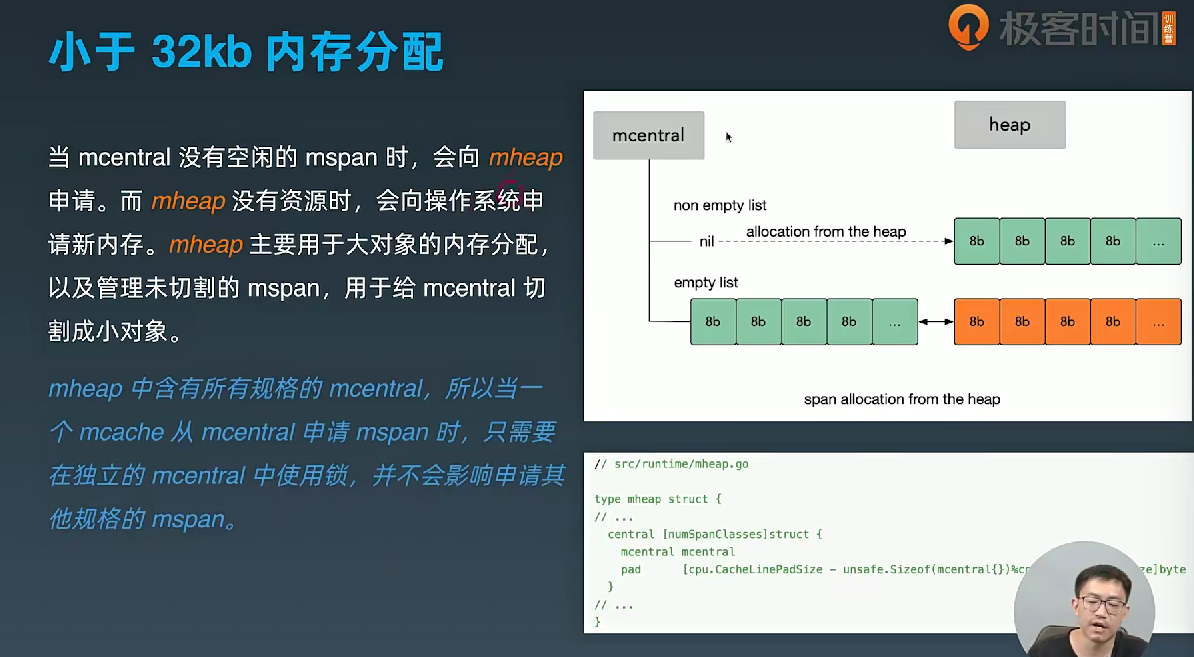 极客时间 训练营
小于 32kb 内存分配
当 mcentral 没有空闲的 mspan 时，会向 mheap
申请。而 mheap 没有资源时，会向操作系统申
请新内存。mheap 主要用于大对象的内存分配，
以及管理未切割的 mspan，用于给 mcentral 切
割成小对象。
mheap 中含有所有规格的 mcentral，所以当一
个 mcache 从 mcentral 申请 mspan 时，只需要
在独立的 mcentral 中使用锁，并不会影响申请其
他规格的 mspan。
mcentral
heap
non empty list
nil
allocation from the heap
8b 8b 8b 8b ...
empty list
8b 8b 8b 8b ...
8b 8b 8b 8b ...
span allocation from the heap
// src/runtime/mheap.go
type mheap struct {
// ...
central [numSpanClasses]struct {
mcentral mcentral
pad [cpu.CacheLinePadSize - unsafe.Sizeof(mcentral{})%cp ze]byte
}
// ...
}